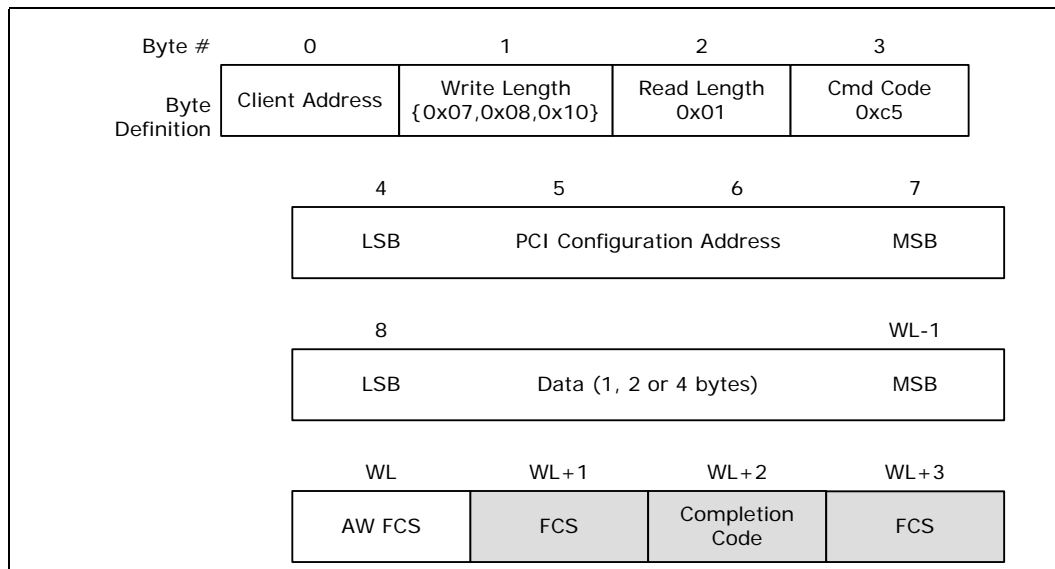 Byte # 0 1 2 3
Byte Definition Client Address Write Length {0x07,0x08,0x10} Read Length 0x01 Cmd Code 0xc5
4 5 6 7
LSB PCI Configuration Address MSB
8 WL-1
LSB Data (1, 2 or 4 bytes) MSB
WL WL+1 WL+2 WL+3
AW FCS FCS Completion Code FCS